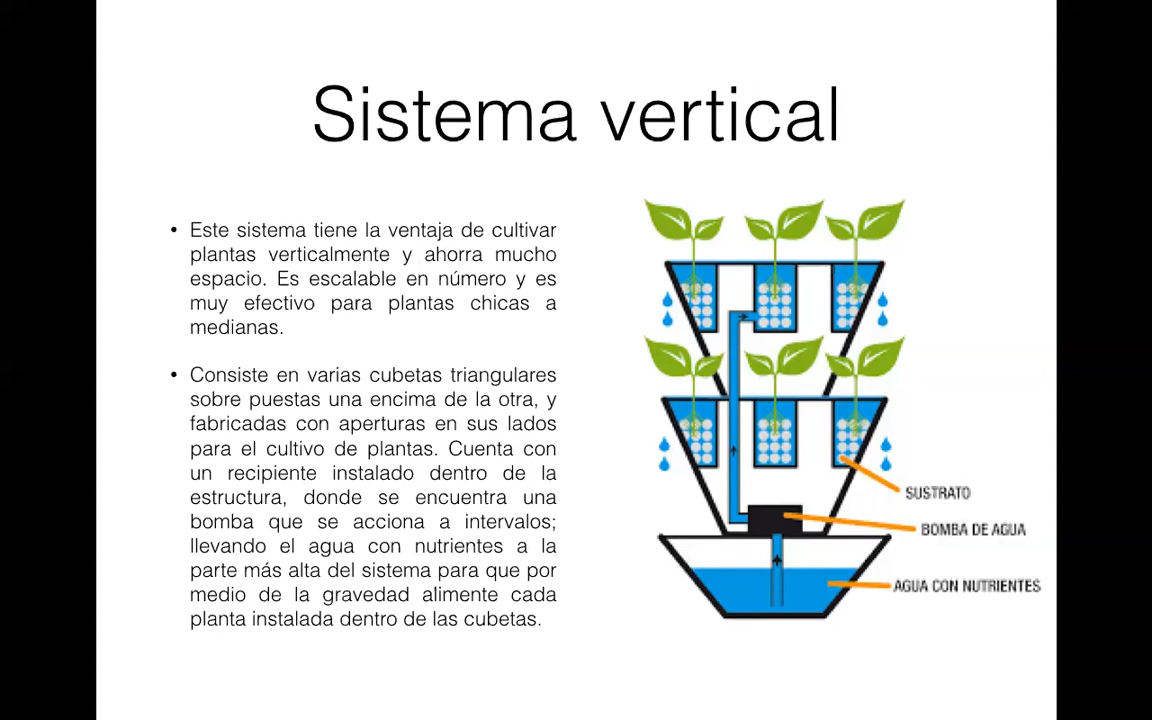 Sistema vertical
• Este sistema tiene la ventaja de cultivar
plantas verticalmente y ahorra mucho
espacio. Es escalable en número y es
muy efectivo para plantas chicas a
medianas.
• Consiste en varias cubetas triangulares
sobre puestas una encima de la otra, y
fabricadas con aperturas en sus lados
para el cultivo de plantas. Cuenta con
un recipiente instalado dentro de la
estructura, donde se encuentra una
bomba que se acciona a intervalos;
llevando el agua con nutrientes a la
parte más alta del sistema para que por
medio de la gravedad alimente cada
planta instalada dentro de las cubetas.
SUSTRATO
BOMBA DE AGUA
AGUA CON NUTRIENTES